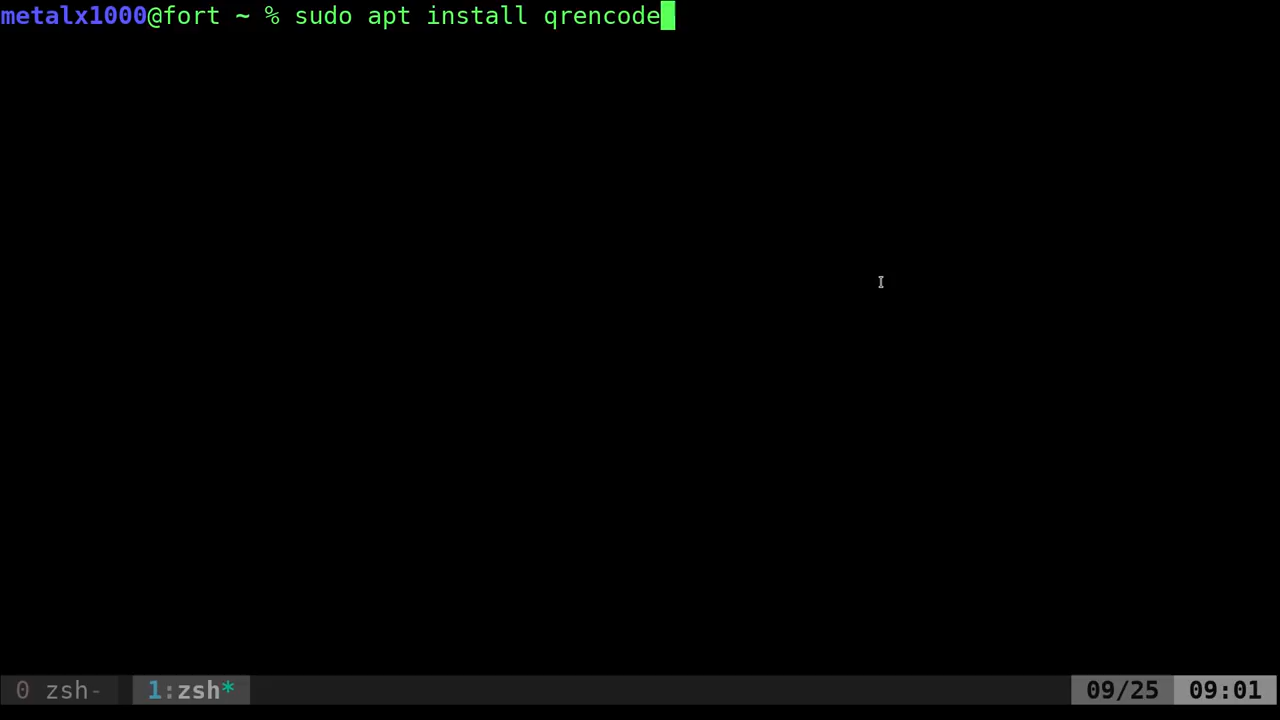 metalx1000@fort ~ % sudo apt install qrencode
0 zsh- 1:zsh* 09/25 09:01